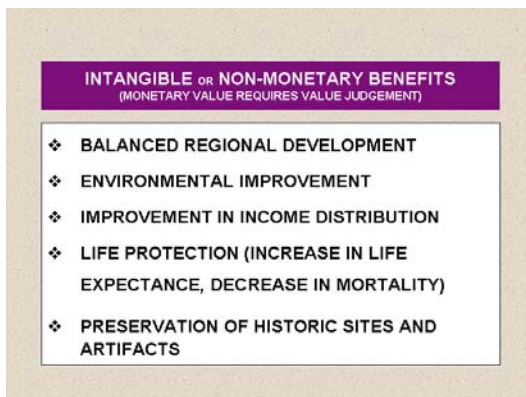 INTANGIBLE OR NON-MONETARY BENEFITS
(MONETARY VALUE REQUIRES VALUE JUDGEMENT)
❖ BALANCED REGIONAL DEVELOPMENT
❖ ENVIRONMENTAL IMPROVEMENT
❖ IMPROVEMENT IN INCOME DISTRIBUTION
❖ LIFE PROTECTION (INCREASE IN LIFE
EXPECTANCE, DECREASE IN MORTALITY)
❖ PRESERVATION OF HISTORIC SITES AND
ARTIFACTS